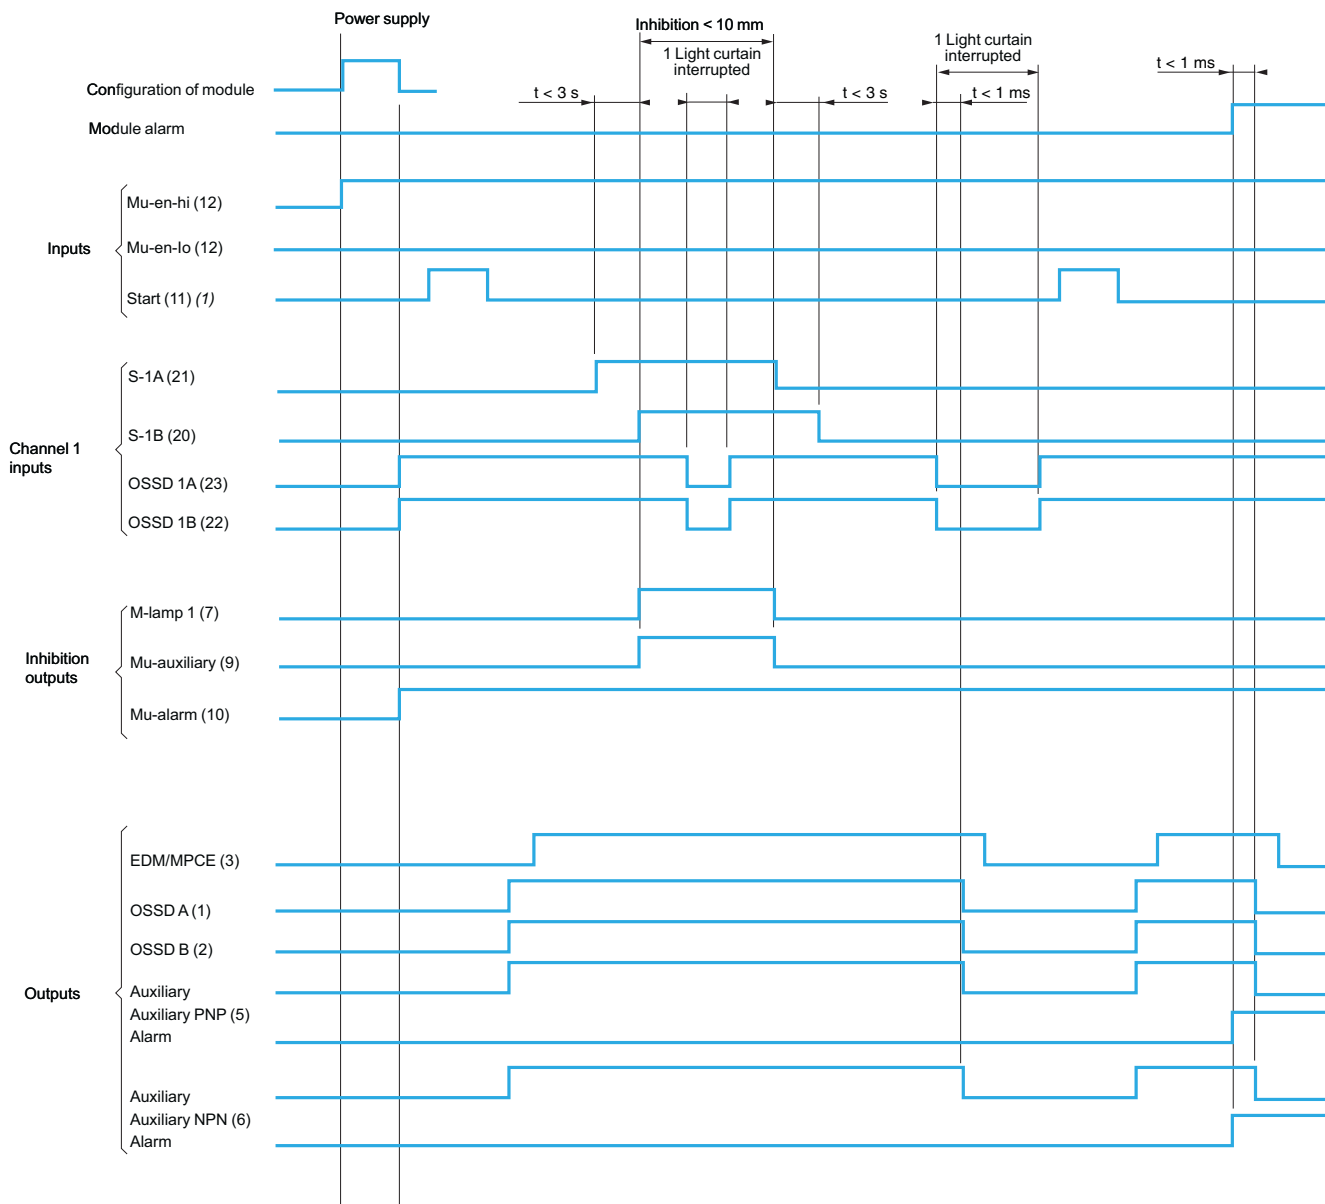 Power supply
Inhibition < 10 mm
1 Light curtain
interrupted
1 Light curtain
interrupted
t < 1 ms
Configuration of module
t < 3 s
t < 3 s
t < 1 ms
Module alarm
Inputs
Mu-en-hi (12)
Mu-en-lo (12)
Start (11) (1)
Channel 1
inputs
S-1A (21)
S-1B (20)
OSSD 1A (23)
OSSD 1B (22)
Inhibition
outputs
M-lamp 1 (7)
Mu-auxiliary (9)
Mu-alarm (10)
Outputs
EDM/MPCE (3)
OSSD A (1)
OSSD B (2)
Auxiliary
Auxiliary PNP (5)
Alarm
Auxiliary
Auxiliary NPN (6)
Alarm